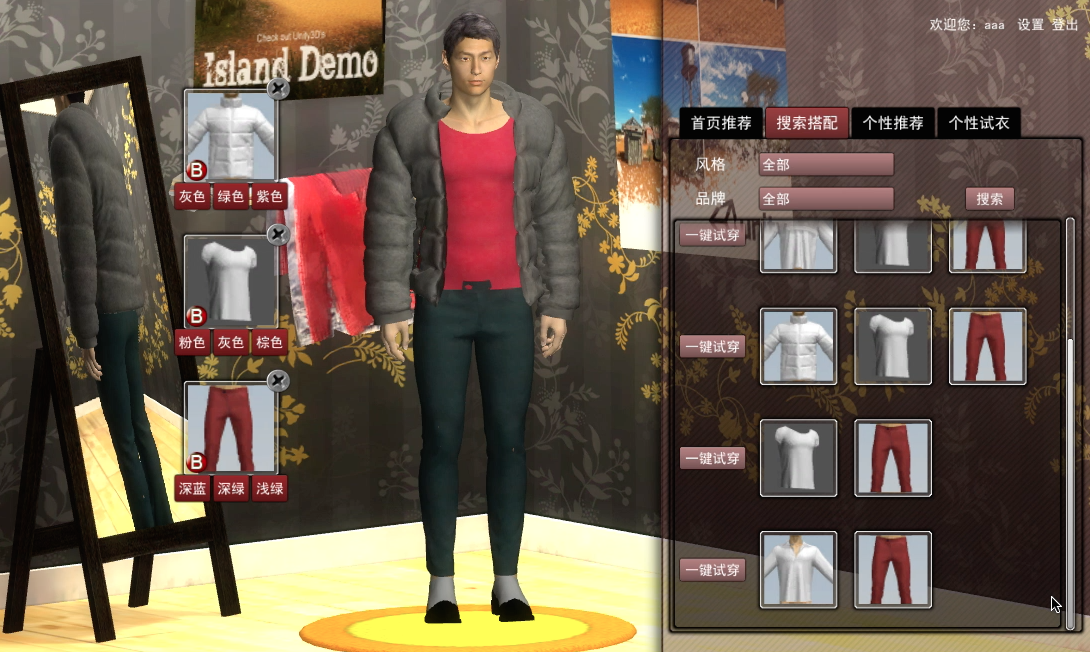 Check out Unity3D's
Island Demo
欢迎您：aaa 设置 登出
首页推荐 搜索搭配 个性推荐 个性试衣
风格 全部
品牌 全部 搜索
B
灰色 绿色 紫色
B
粉色 灰色 棕色
B
深蓝 深绿 浅绿
一键试穿
一键试穿
一键试穿
一键试穿